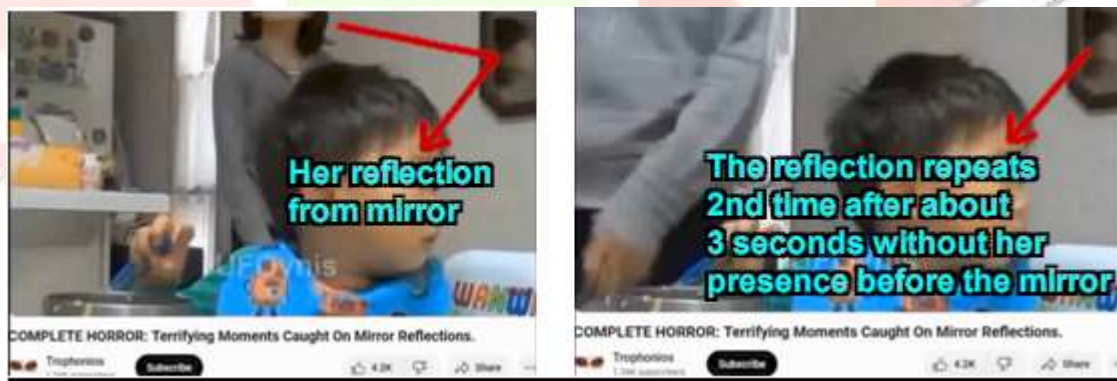 Her reflection
from mirror
COMPLETE HORROR: Terrifying Moments Caught On Mirror Reflections.
Trophonios
Subscribe
4.2K
Share
The reflection repeats
2nd time after about
3 seconds without her
presence before the mirror
COMPLETE HORROR: Terrifying Moments Caught On Mirror Reflections.
Trophonios
Subscribe
4.2K
Share